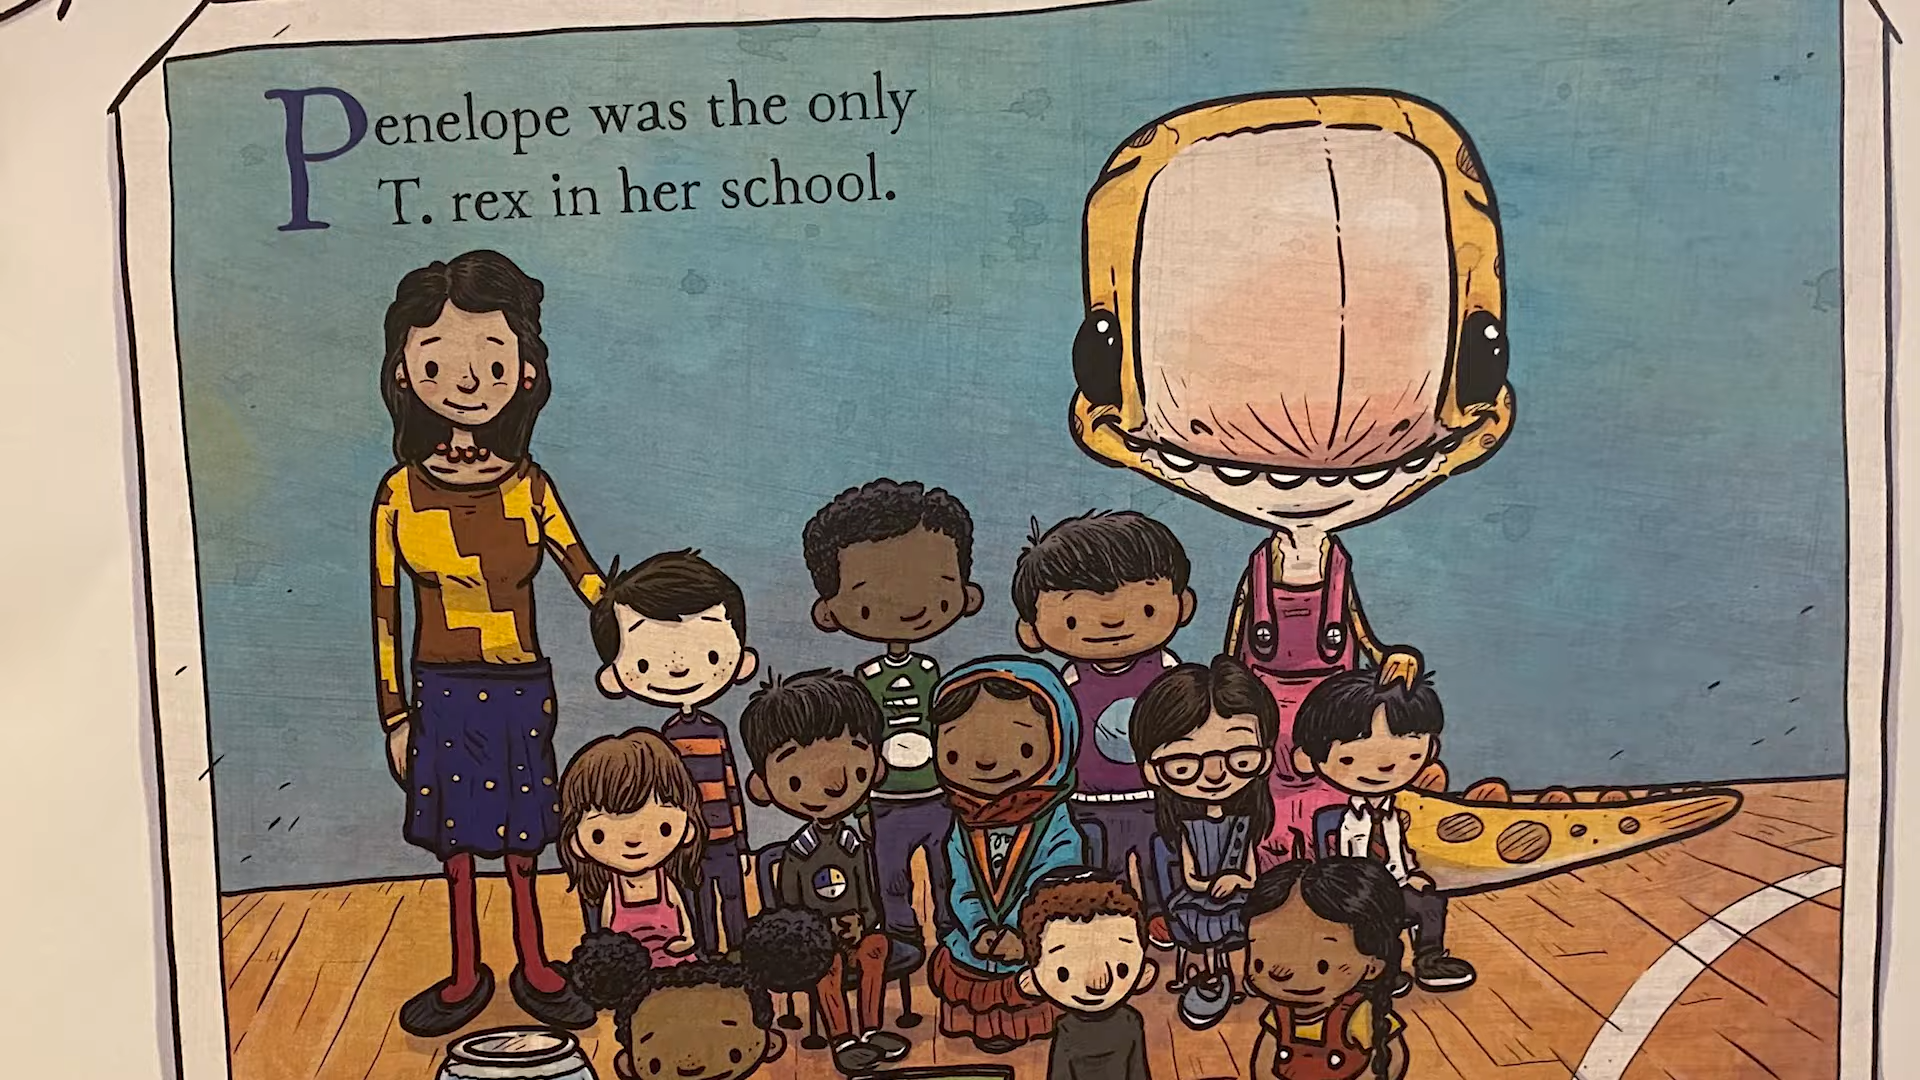 Penelope was the only
T. rex in her school.